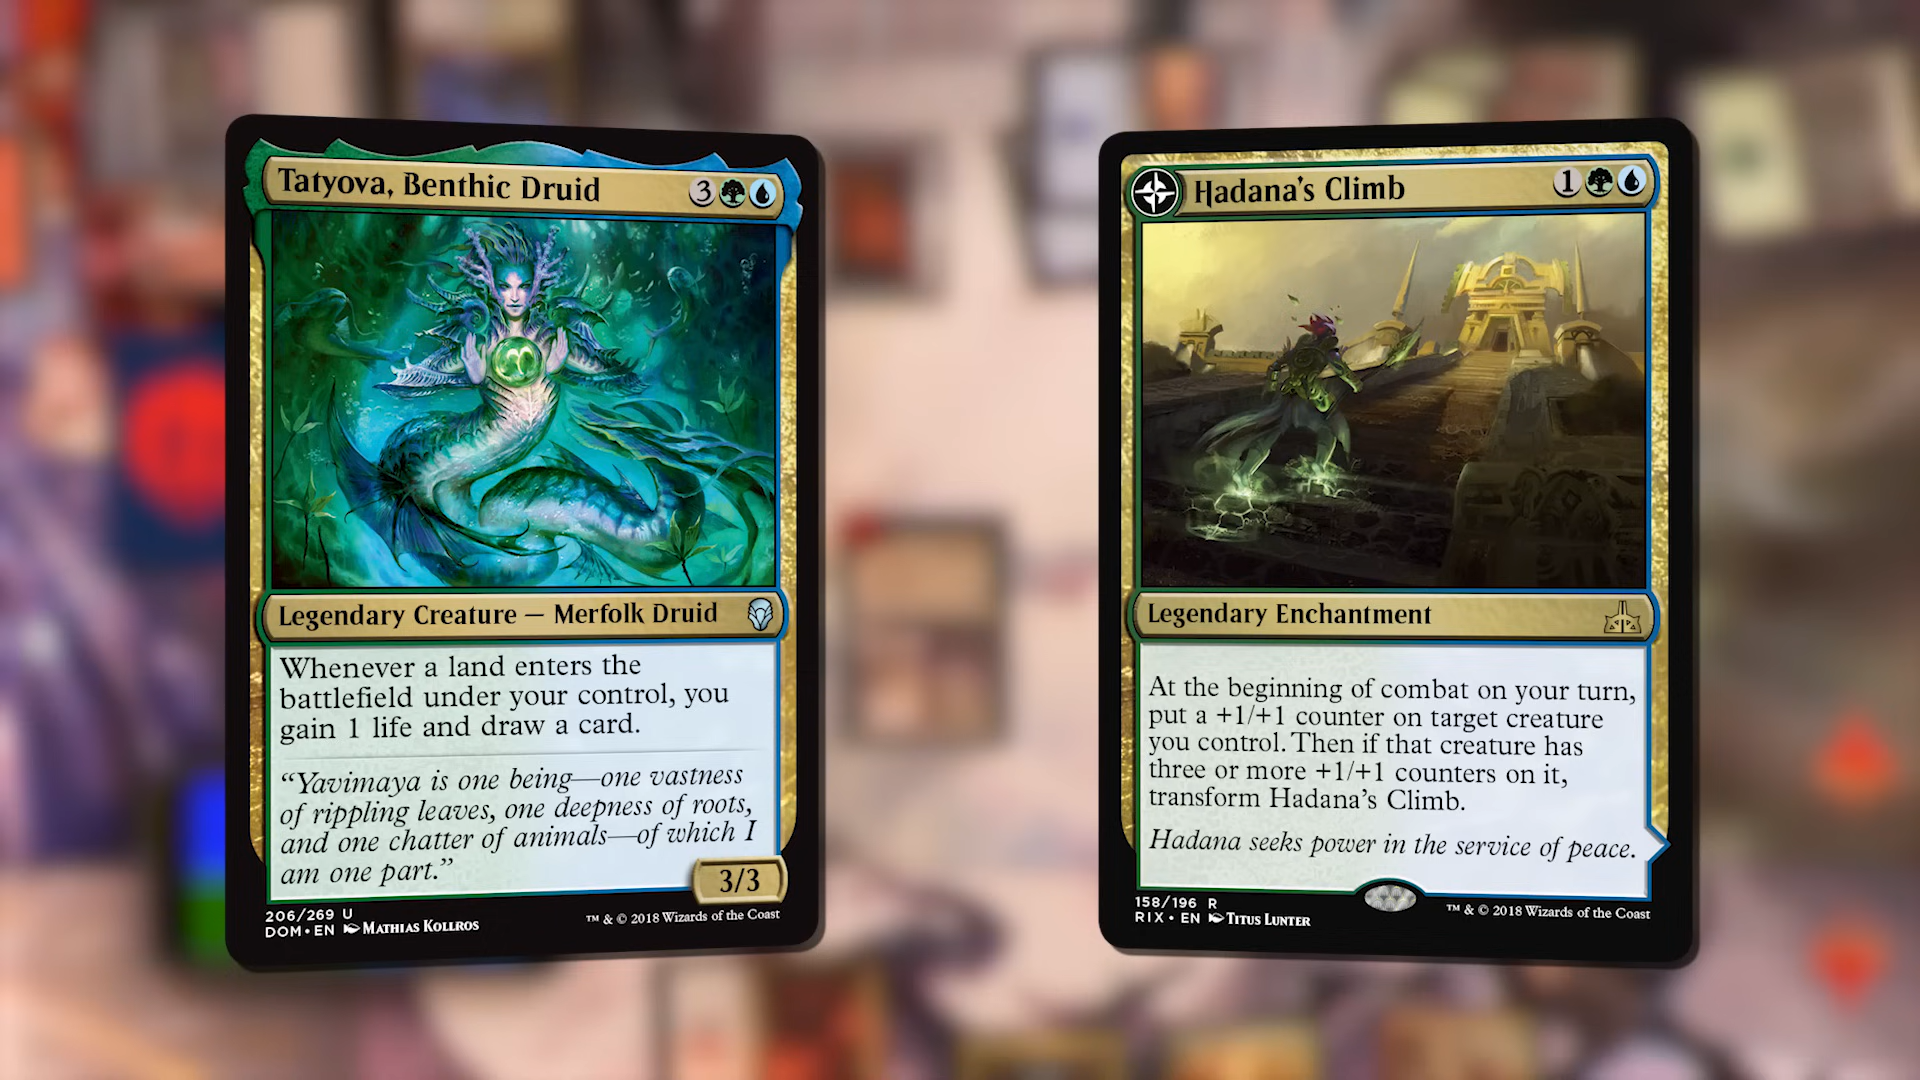 Tatyova, Benthic Druid 3
Legendary Creature — Merfolk Druid
Whenever a land enters the
battlefield under your control, you
gain 1 life and draw a card.
“Yavimaya is one being—one vastness
of rippling leaves, one deepness of roots,
and one chatter of animals—of which I
am one part.”
3/3
206/269 U
DOM • EN Mathias Kollros
™ & © 2018 Wizards of the Coast
Hadana's Climb 1
Legendary Enchantment
At the beginning of combat on your turn,
put a +1/+1 counter on target creature
you control. Then if that creature has
three or more +1/+1 counters on it,
transform Hadana's Climb.
Hadana seeks power in the service of peace.
158/196 R
RIX • EN Titus Lunter
™ & © 2018 Wizards of the Coast